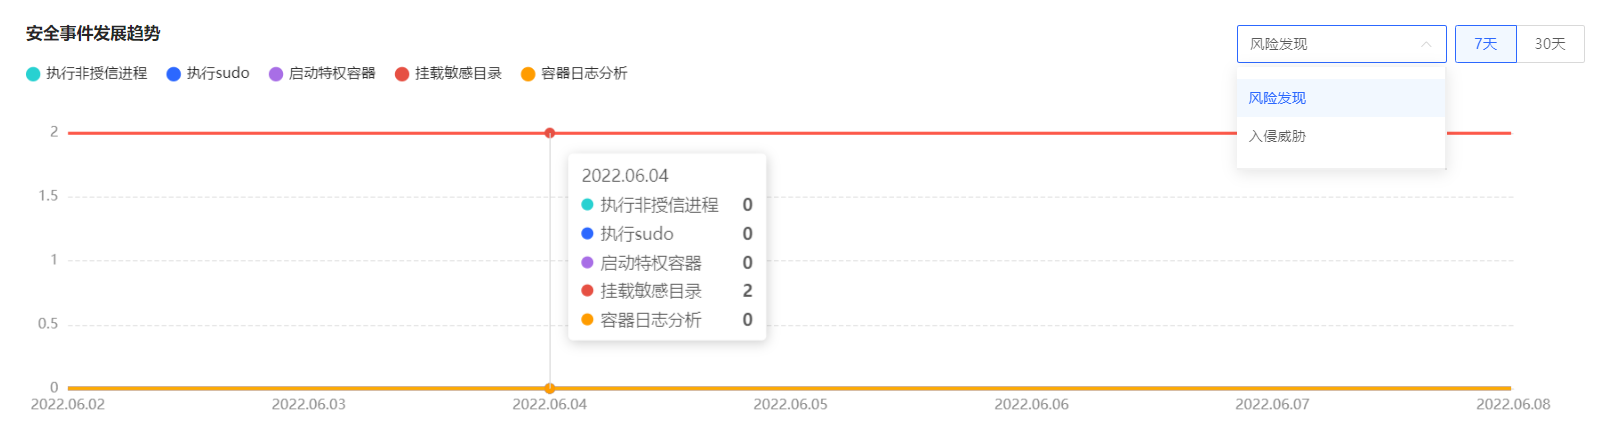 安全事件发展趋势
风险发现
7天
30天
执行非授信进程
执行sudo
启动特权容器
挂载敏感目录
容器日志分析
风险发现
入侵威胁
2
1.5
1
0.5
0
2022.06.04
执行非授信进程 0
执行sudo 0
启动特权容器 0
挂载敏感目录 2
容器日志分析 0
2022.06.02
2022.06.03
2022.06.04
2022.06.05
2022.06.06
2022.06.07
2022.06.08